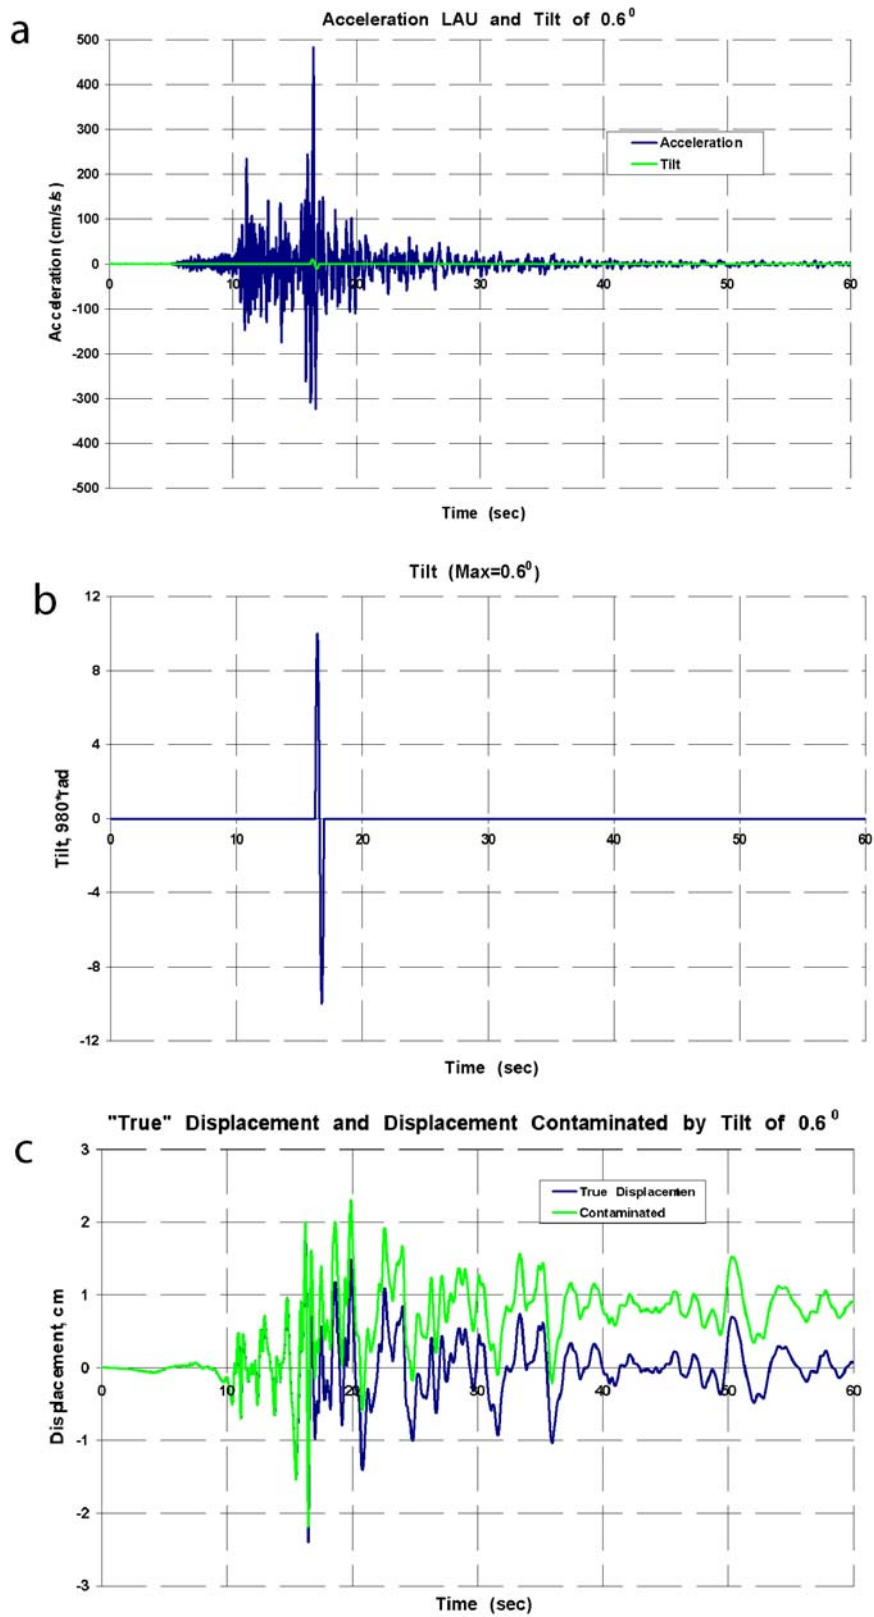 a
Acceleration LAU and Tilt of 0.6⁰
500
400
300
200
100
0
-100
-200
-300
-400
-500
Acceleration (cm/s/s)
0 10 20 30 40 50 60
Acceleration
Tilt
Time (sec)
b
Tilt (Max=0.6⁰)
12
8
4
0
-4
-8
-12
Tilt, 980*rad
0 10 20 30 40 50 60
Time (sec)
c
"True" Displacement and Displacement Contaminated by Tilt of 0.6⁰
3
2
1
0
-1
-2
-3
Displacement, cm
0 10 20 30 40 50 60
True Displacemen
Contaminated
Time (sec)